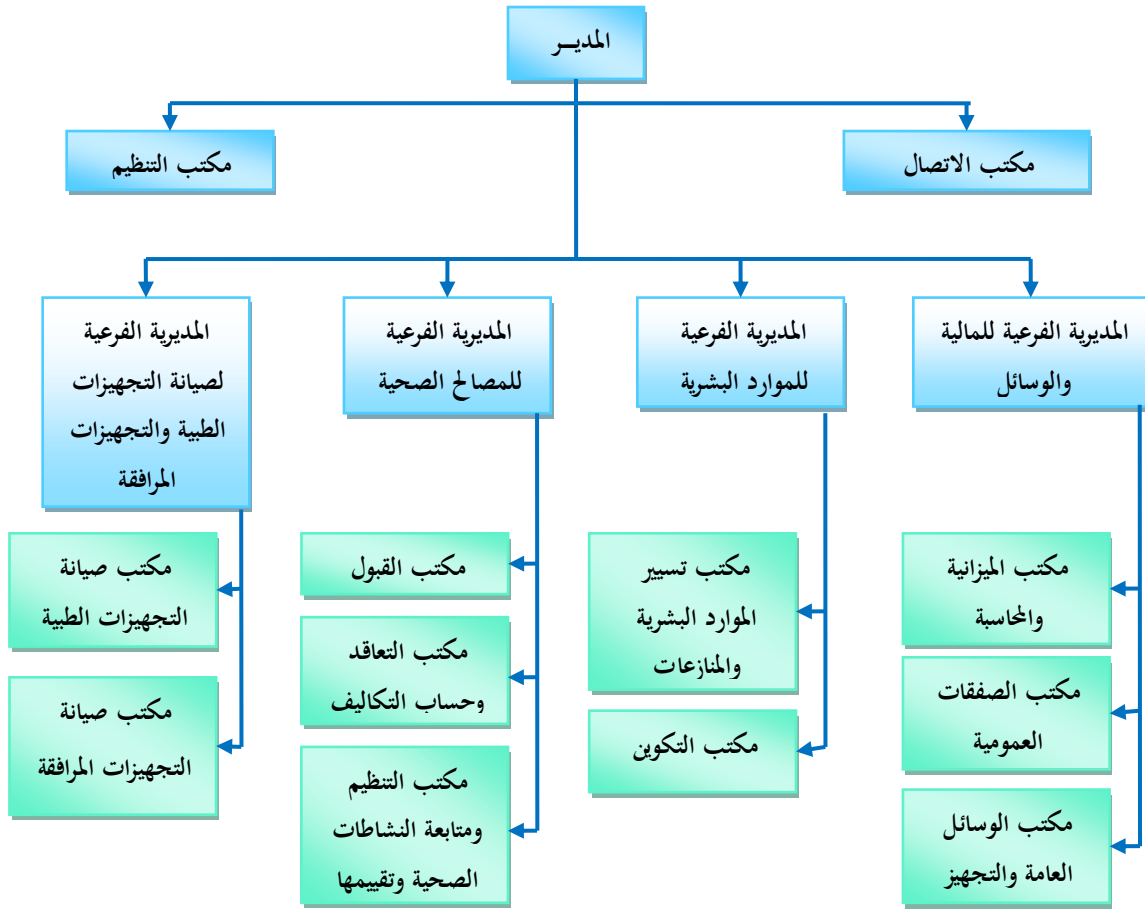 المديـــر
مكتب الاتصال
مكتب التنظيم
المديرية الفرعية للمالية
والوسائل
المديرية الفرعية
للموارد البشرية
المديرية الفرعية
للمصالح الصحية
المديرية الفرعية
لصيانة التجهيزات
الطبية والتجهيزات
المرافقة
مكتب الميزانية
والمحاسبة
مكتب الصفقات
العمومية
مكتب الوسائل
العامة والتجهيز
مكتب تسيير
الموارد البشرية
والمنازعات
مكتب التكوين
مكتب القبول
مكتب التعاقد
وحساب التكاليف
مكتب التنظيم
ومتابعة النشاطات
الصحية وتقييمها
مكتب صيانة
التجهيزات الطبية
مكتب صيانة
التجهيزات المرافقة